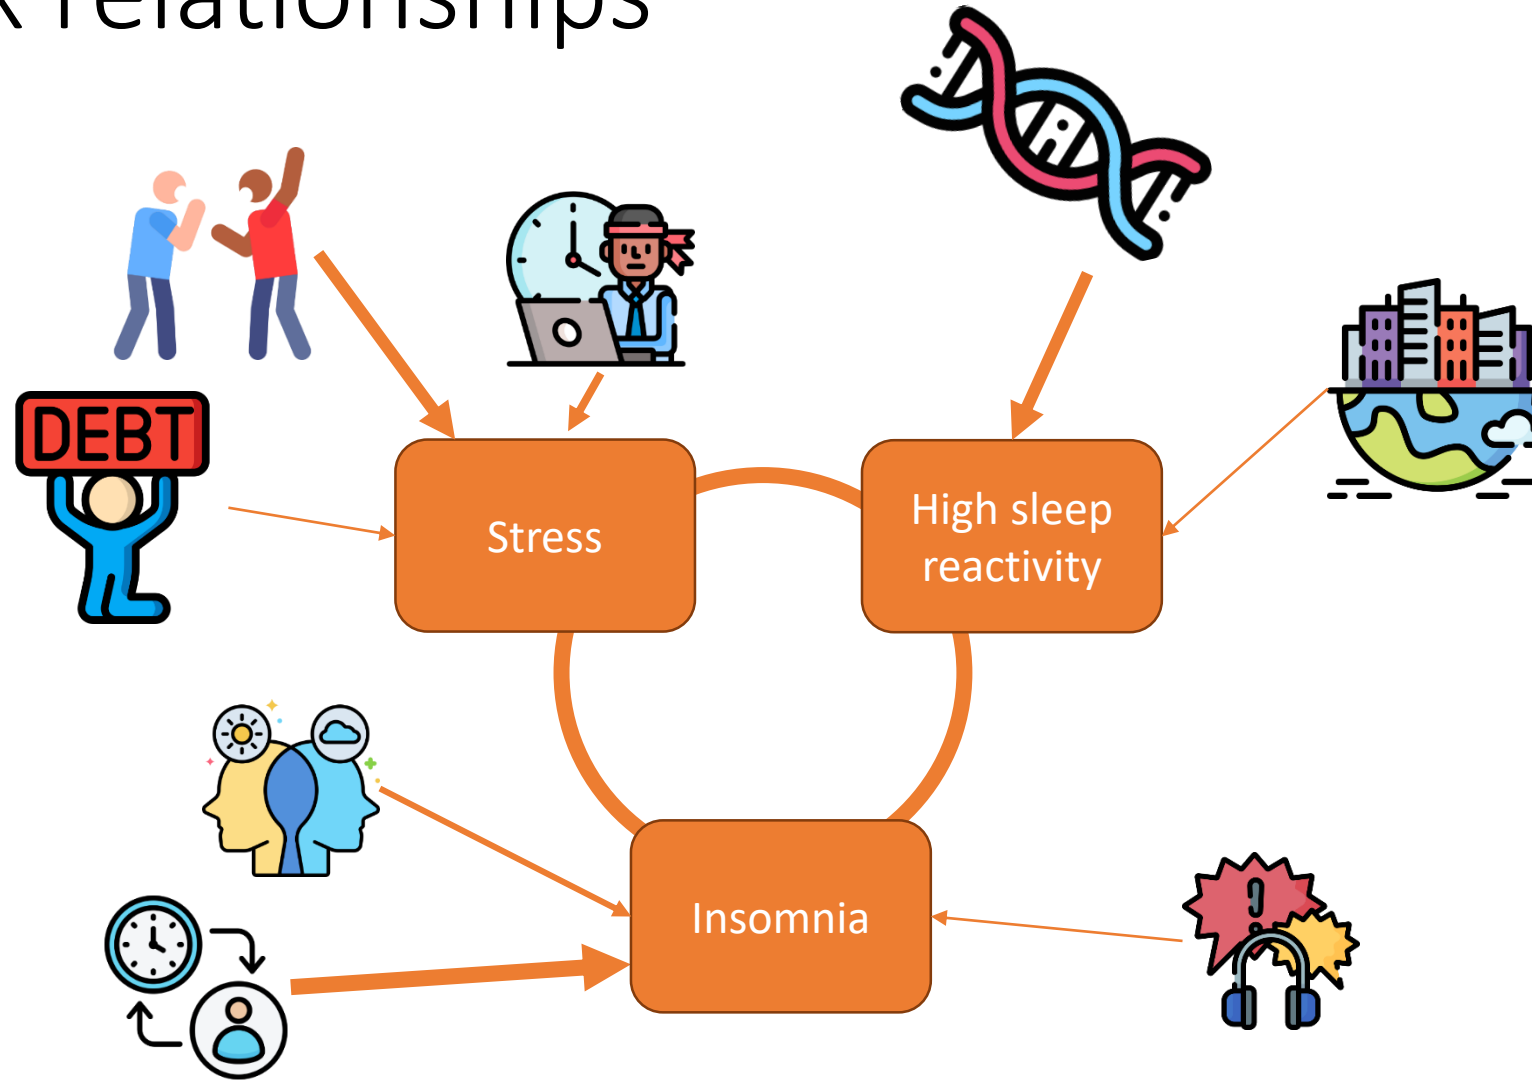 relationships
DEBT
Stress
High sleep
reactivity
Insomnia